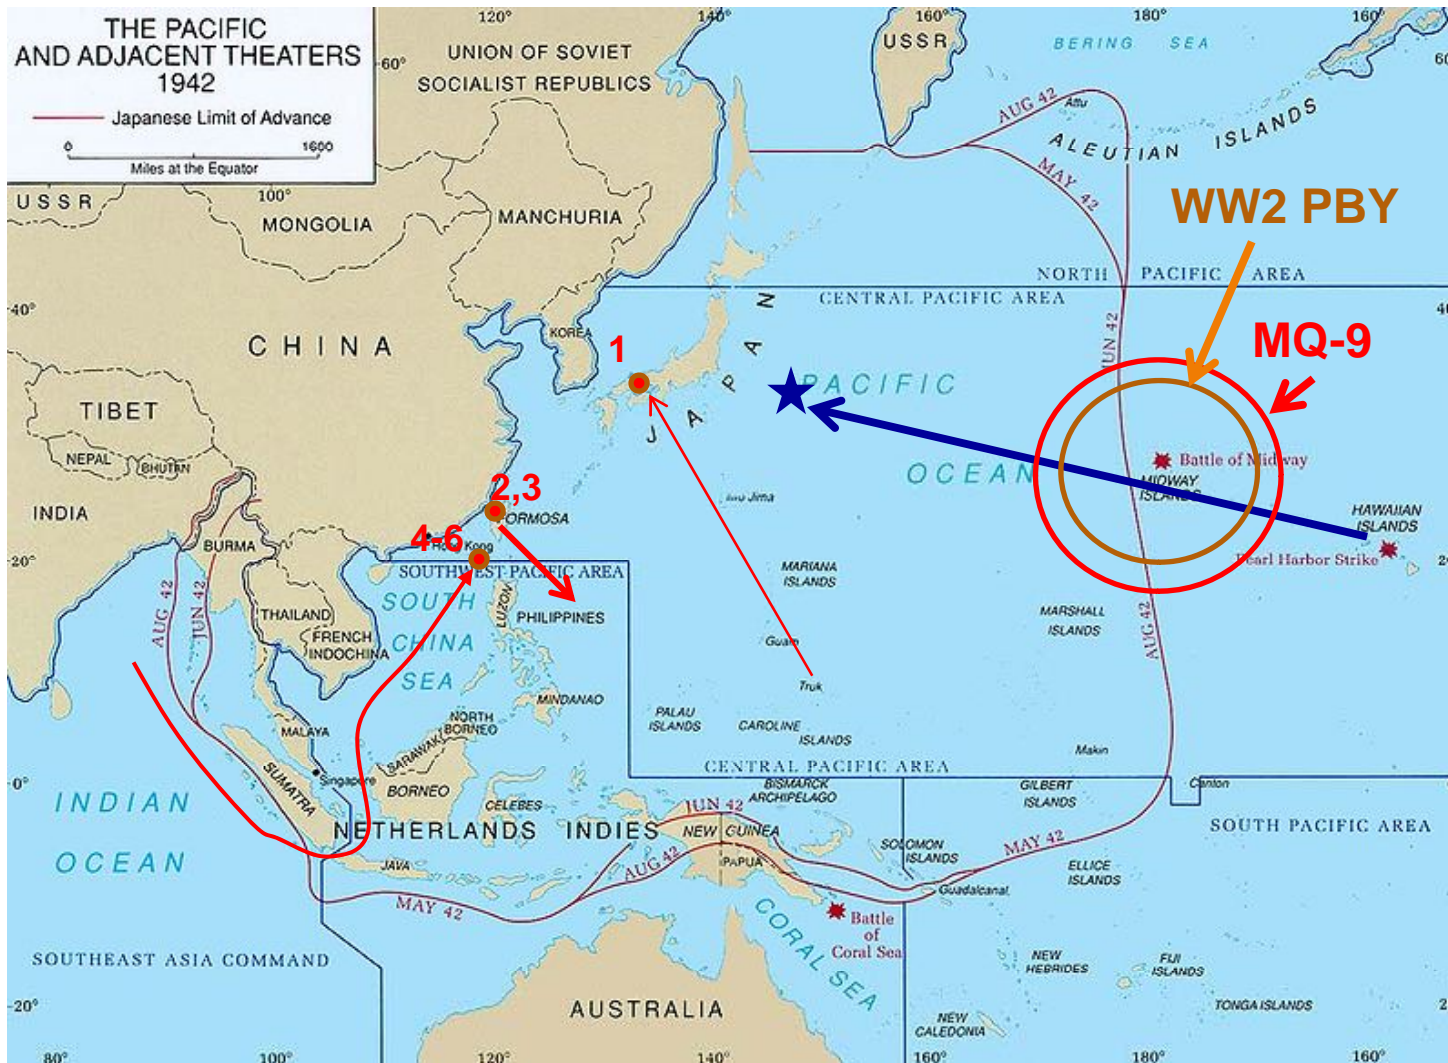 THE PACIFIC
AND ADJACENT THEATERS
1942
Japanese Limit of Advance
0 1600
Miles at the Equator
120°
140°
160°
180°
160°
60°
60
UNION OF SOVIET
SOCIALIST REPUBLICS
USSR
BERING SEA
Attu
AUG 42
ALEUTIAN ISLANDS
MAY 42
USSR
100°
MONGOLIA
MANCHURIA
WW2 PBY
NORTH PACIFIC AREA
CENTRAL PACIFIC AREA
40°
40
CHINA
KOREA
1
JAPAN
PACIFIC
OCEAN
JUN 42
MQ-9
TIBET
NEPAL
BHUTAN
INDIA
BURMA
Battle of Midway
MIDWAY
ISLANDS
Iwo Jima
2,3
FORMOSA
4-6
Hong Kong
HAWAIIAN
ISLANDS
Pearl Harbor Strike
20°
2
SOUTHWEST PACIFIC AREA
MARIANA
ISLANDS
AUG 42
JUN 42
THAILAND
FRENCH
INDOCHINA
SOUTH
CHINA
SEA
LUZON
PHILIPPINES
MARSHALL
ISLANDS
AUG 42
Guam
Truk
MINDANAO
PALAU
ISLANDS
CAROLINE
ISLANDS
MALAYA
NORTH
BORNEO
SARAWAK
BORNEO
Singapore
SUMATRA
CELEBES
Makin
CENTRAL PACIFIC AREA
0°
BISMARCK
ARCHIPELAGO
GILBERT
ISLANDS
Canton
INDIAN
OCEAN
NETHERLANDS INDIES
JUN 42
NEW GUINEA
PAPUA
SOUTH PACIFIC AREA
JAVA
AUG 42
SOLOMON
ISLANDS
MAY 42
ELLICE
ISLANDS
Guadalcanal
MAY 42
CORAL SEA
Battle
of
Coral Sea
SOUTHEAST ASIA COMMAND
NEW
HEBRIDES
FIJI
ISLANDS
20°
2
AUSTRALIA
TONGA ISLANDS
NEW
CALEDONIA
80°
100°
120°
140°
160°
180°
160°